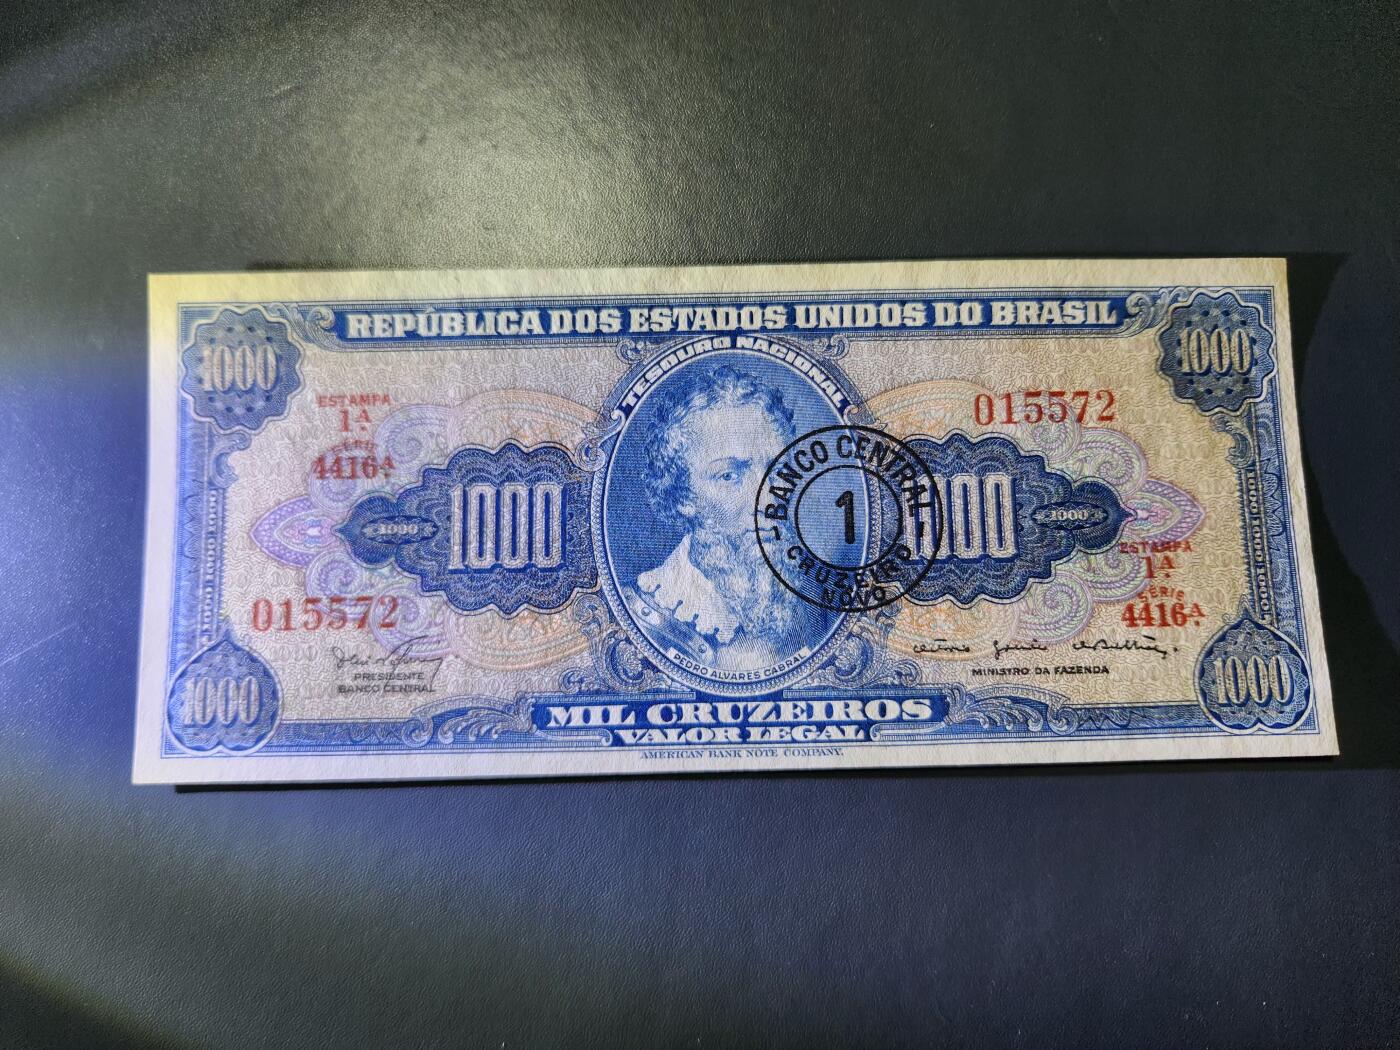 REPÚBLICA DOS ESTADOS UNIDOS DO BRASIL
1000
1000
TESOURO NACIONAL
ESTAMPA
1ª
SÉRIE
4416ª
015572
1000
1000
BANCO CENTRAL
1
CRUZEIRO
NOVO
1000
015572
ESTAMPA
1ª
SÉRIE
4416ª
PRESIDENTE
BANCO CENTRAL
PEDRO ALVARES CABRAL
MINISTRO DA FAZENDA
1000
1000
MIL CRUZEIROS
VALOR LEGAL
AMERICAN BANK NOTE COMPANY.